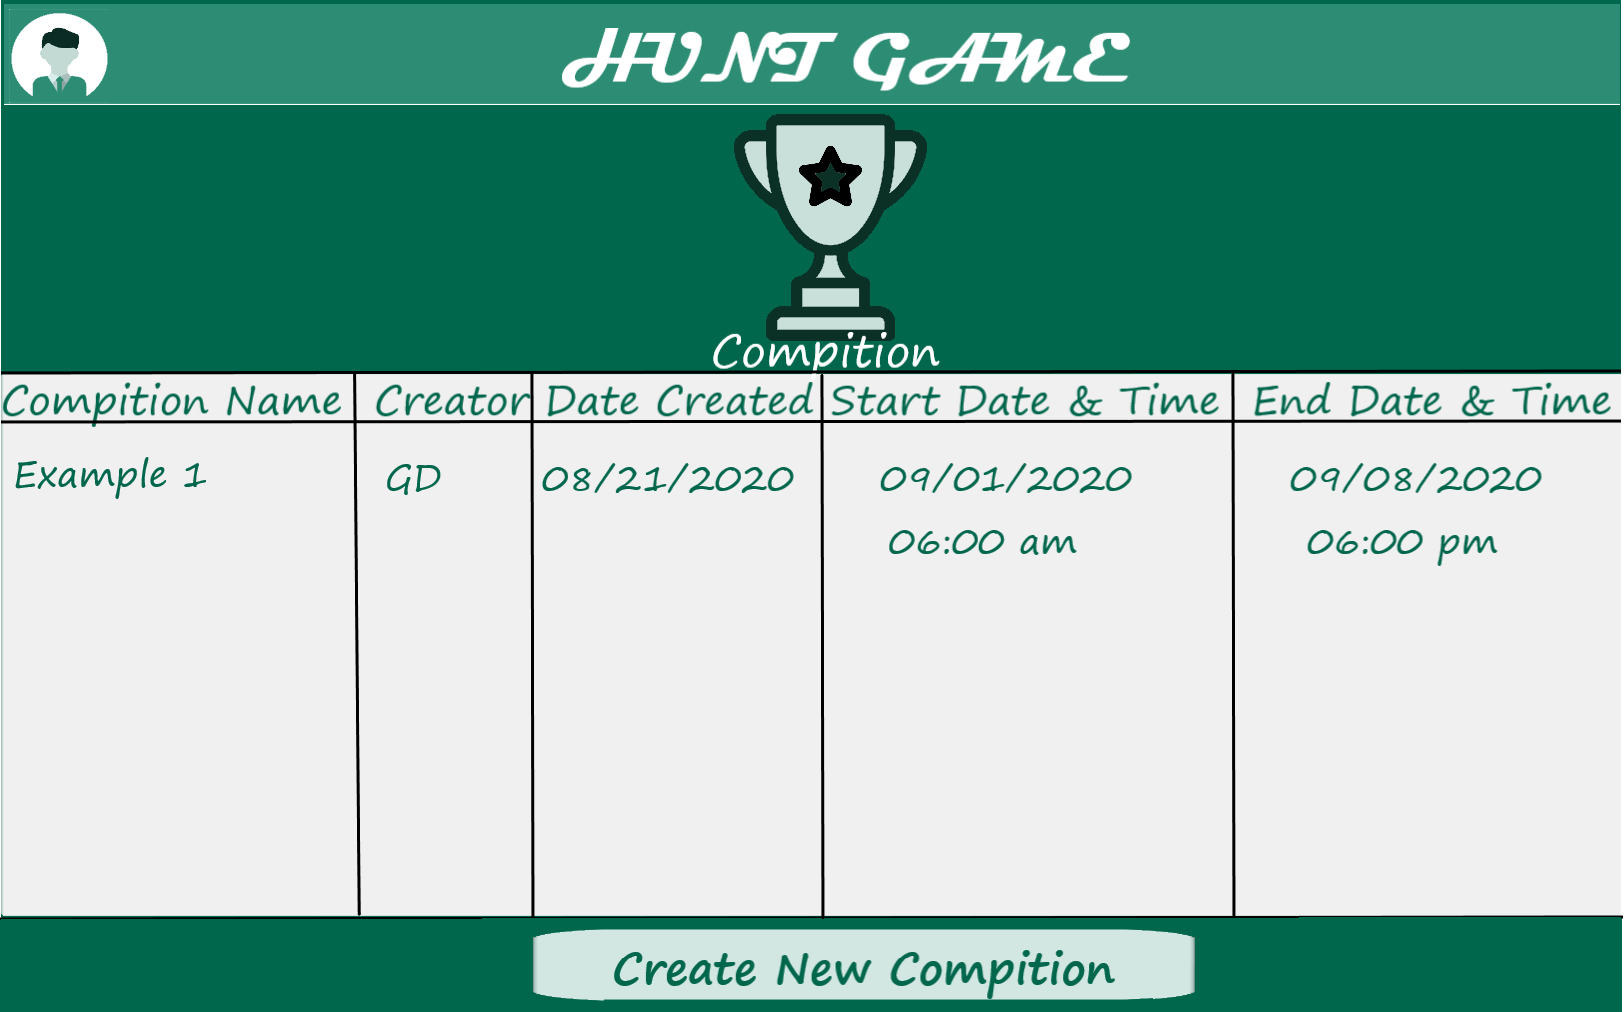 HUNT GAME
Compition
Compition Name Creator Date Created Start Date & Time End Date & Time
Example 1 GD 08/21/2020 09/01/2020 09/08/2020
06:00 am 06:00 pm
Create New Compition